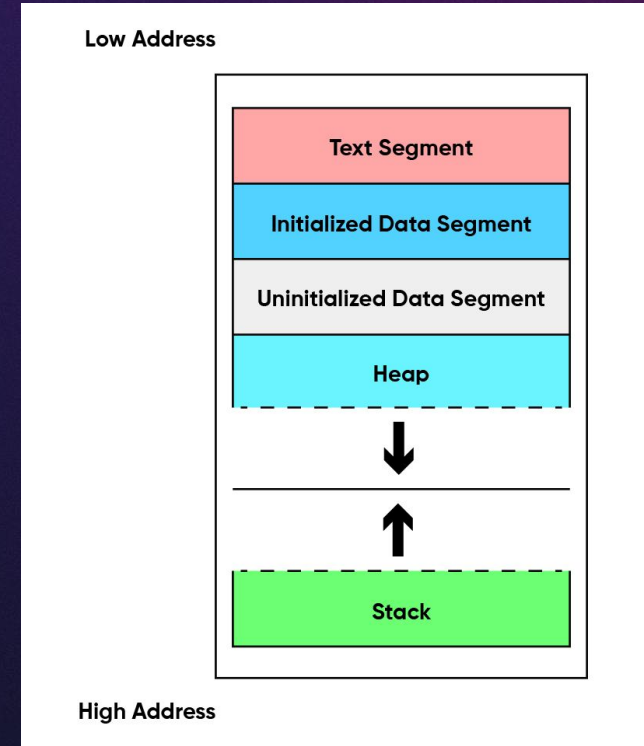 Low Address
Text Segment
Initialized Data Segment
Uninitialized Data Segment
Heap
Stack
High Address